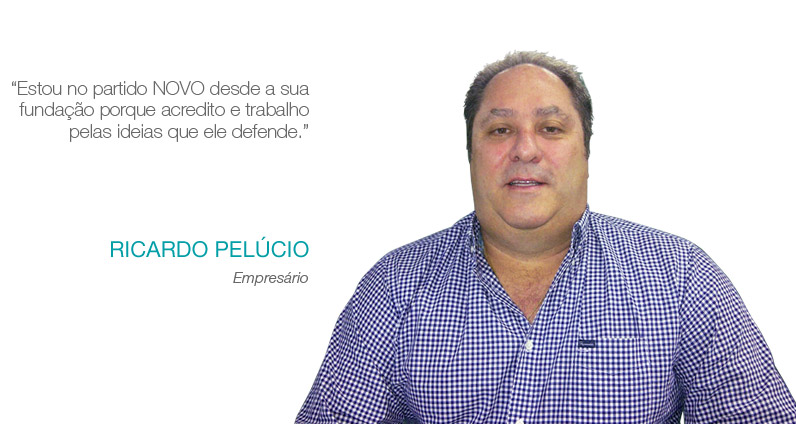 “Estou no partido NOVO desde a sua
fundação porque acredito e trabalho
pelas ideias que ele defende.”
RICARDO PELÚCIO
Empresário